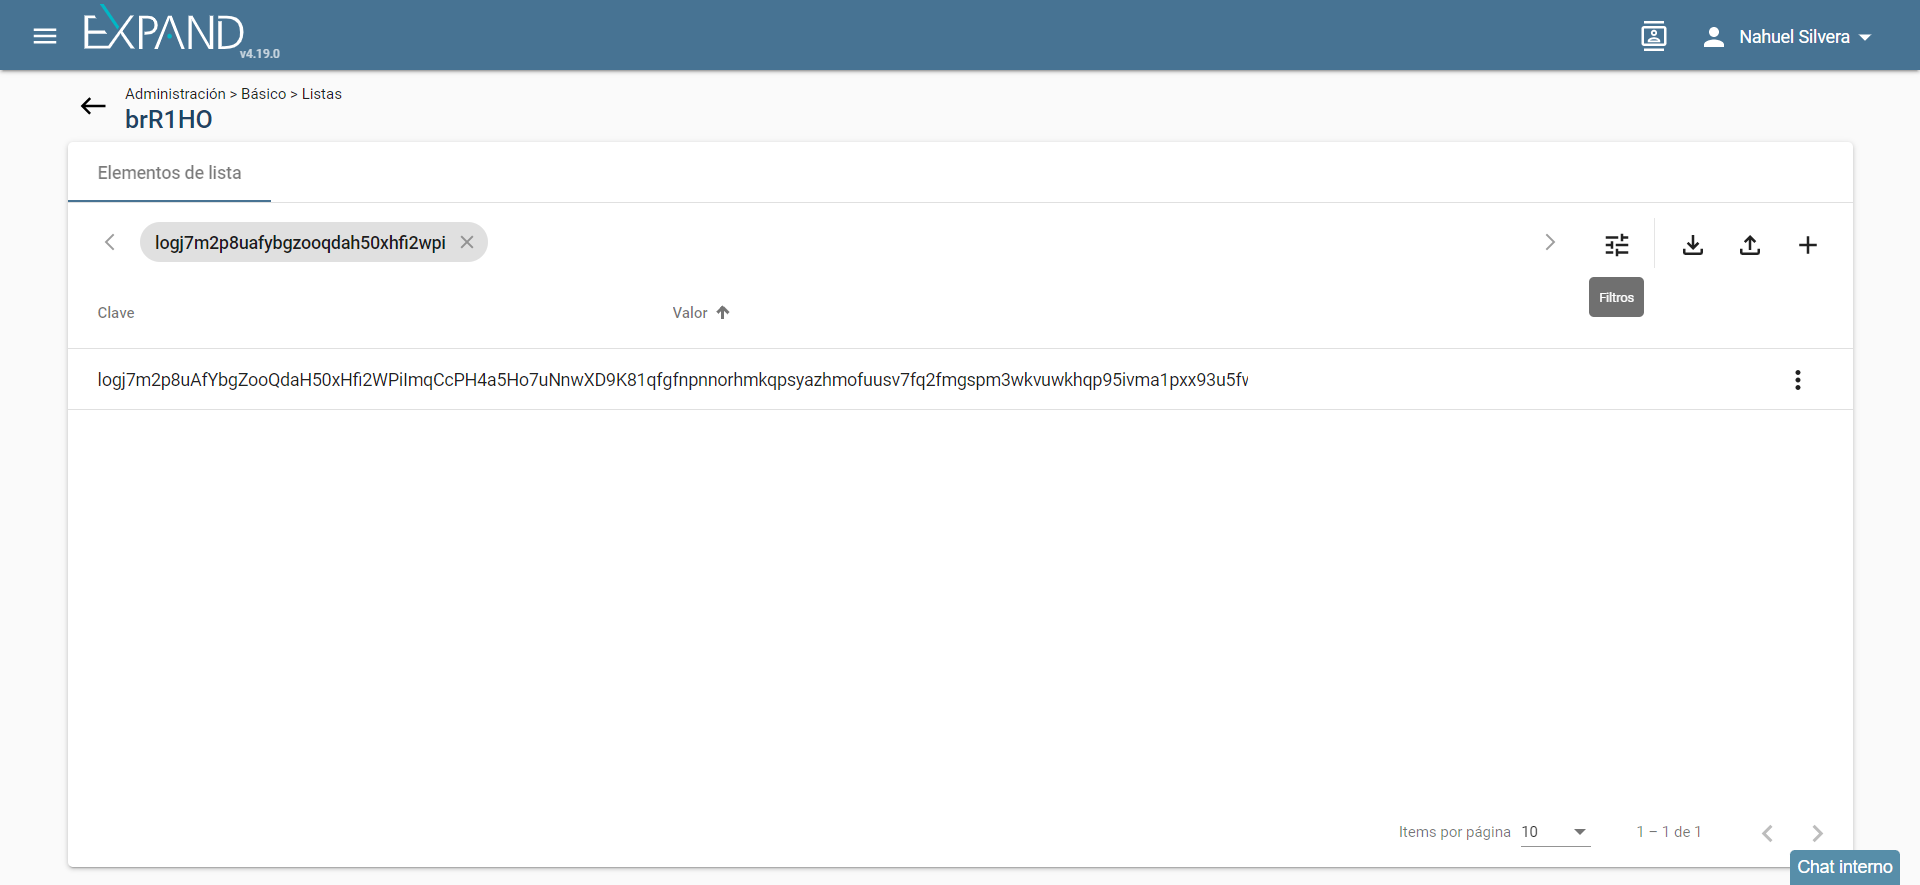 EXPAND
v4.19.0
Nahuel Silvera
Administración > Básico > Listas
brR1HO
Elementos de lista
logj7m2p8uafybgzooqdah50xhfi2wpi
Filtros
Clave Valor
logj7m2p8uAfYbgZooQdaH50xHfi2WPiImqCcPH4a5Ho7uNnwXD9K81qfgfnpnnorhmkqpsyazhmofuusv7fq2fmgspm3wkvuwkhqp95ivma1pxx93u5fv
Items por página 10 1 – 1 de 1
Chat interno